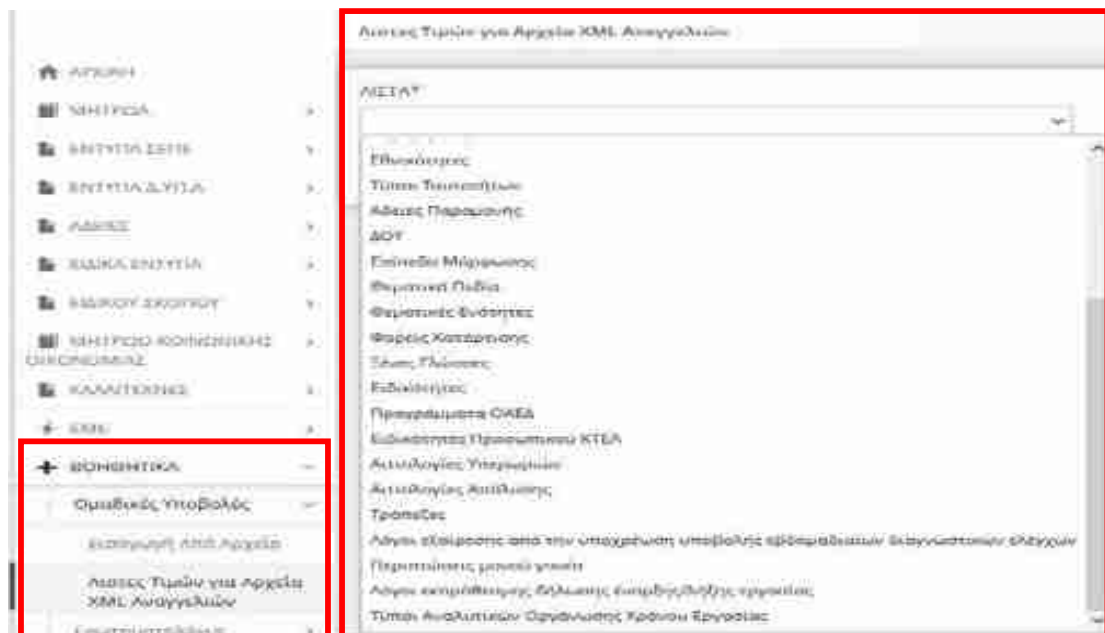 Λίστες Τιμών για Αρχεία XML Αναγγελιών
ΑΡΧΙΚΗ
ΜΗΤΡΩΑ
ΕΝΤΥΠΑ ΣΕΠΕ
ΕΝΤΥΠΑ Δ.ΥΠ.Α.
ΑΔΕΙΕΣ
ΕΙΔΙΚΑ ΕΝΤΥΠΑ
ΕΙΔΙΚΟΥ ΣΚΟΠΟΥ
ΜΗΤΡΩΟ ΚΟΙΝΩΝΙΚΗΣ
ΟΙΚΟΝΟΜΙΑΣ
ΚΑΛΛΙΤΕΧΝΕΣ
ΒΟΗΘΗΤΙΚΑ
Ομαδικές Υποβολές
Εισαγωγή Από Αρχείο
Λίστες Τιμών για Αρχεία
XML Αναγγελιών
ΛΙΣΤΑ*
Εθνικότητες
Τύποι Ταυτοτήτων
Άδειες Παραμονής
ΔΟΥ
Επίπεδα Μόρφωσης
Θεματικά Πεδία
Θεματικές Ενότητες
Φορείς Κατάρτισης
Ξένες Γλώσσες
Ειδικότητες
Προγράμματα ΟΑΕΔ
Ειδικότητες Προσωπικού ΚΤΕΛ
Αιτιολογίες Υπερωριών
Αιτιολογίες Απόλυσης
Τράπεζες
Λόγοι εξαίρεσης από την υποχρέωση υποβολής εβδομαδιαίων διαγνωστικών ελέγχων
Περιπτώσεις μονού γονέα
Λόγοι εκπρόθεσμης δήλωσης έναρξης/λήξης εργασίας
Τύποι Αναλυτικών Οργάνωσης Χρόνου Εργασίας